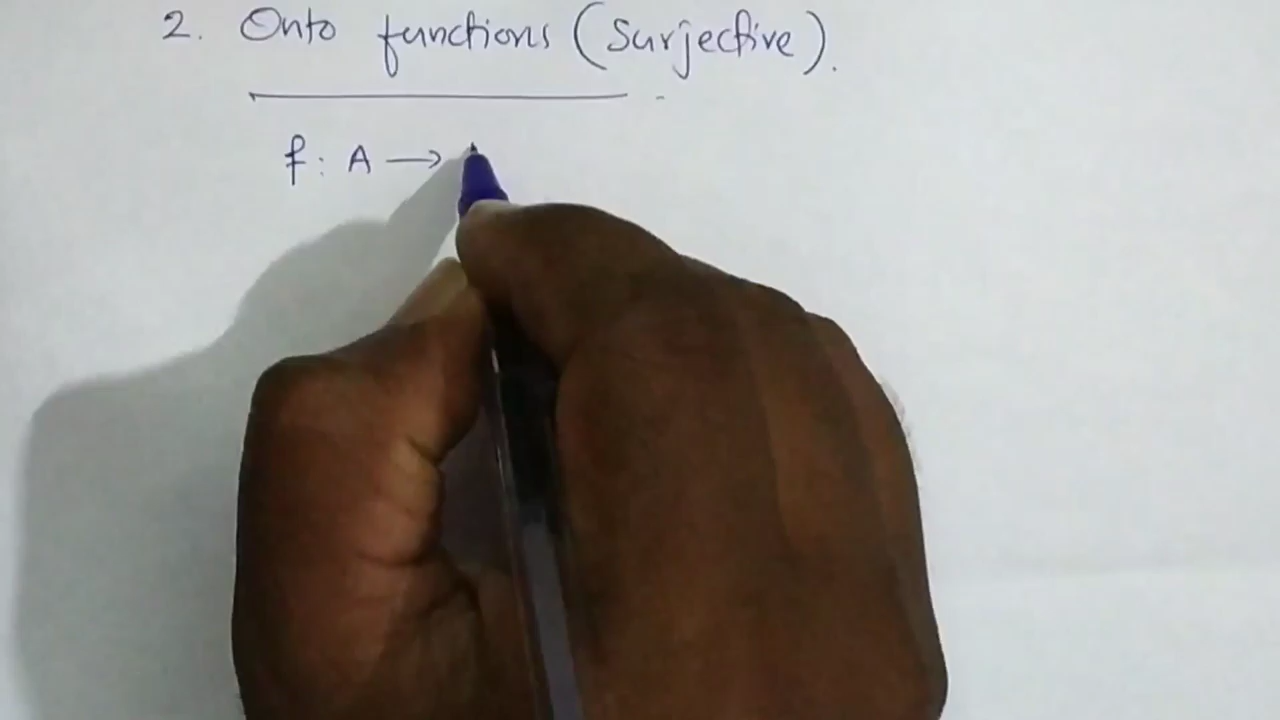 2. Onto functions (Surjective).
f: A →